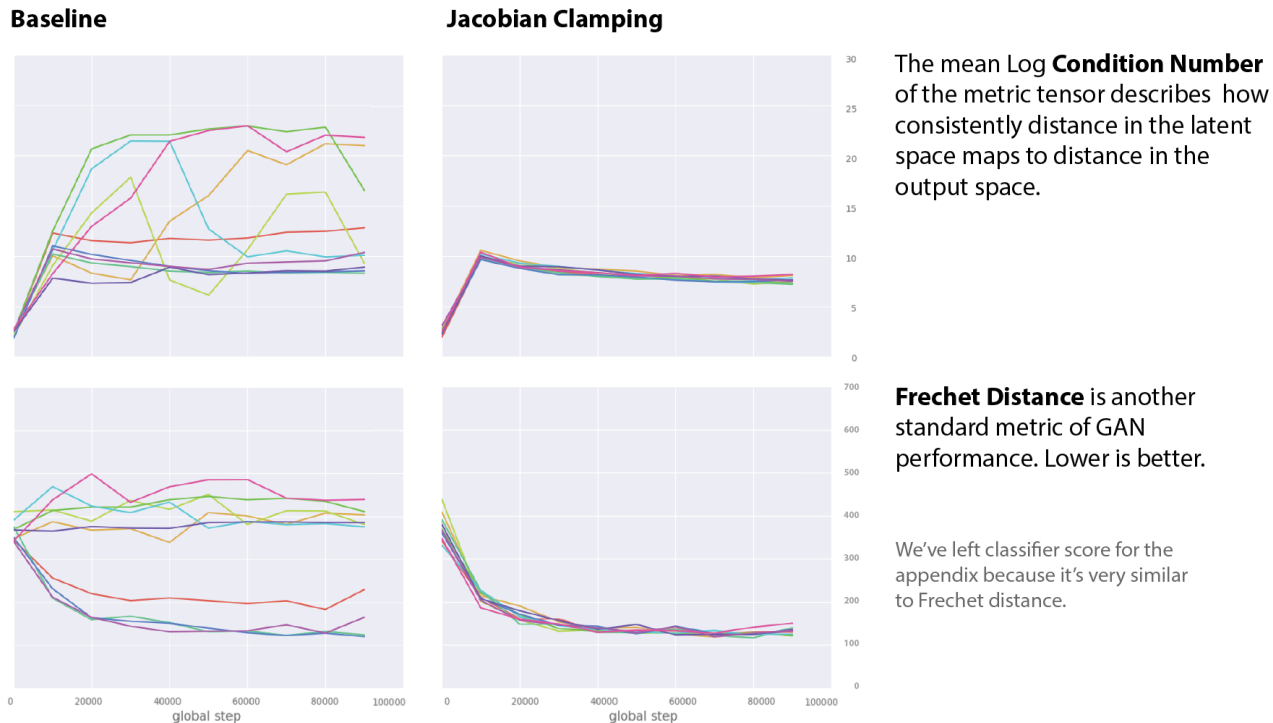 Baseline
Jacobian Clamping
30
25
20
15
10
5
0
The mean Log Condition Number
of the metric tensor describes how
consistently distance in the latent
space maps to distance in the
output space.
700
600
500
400
300
200
100
0
Frechet Distance is another
standard metric of GAN
performance. Lower is better.
We've left classifier score for the
appendix because it's very similar
to Frechet distance.
0 20000 40000 60000 80000 100000
global step
0 20000 40000 60000 80000 100000
global step